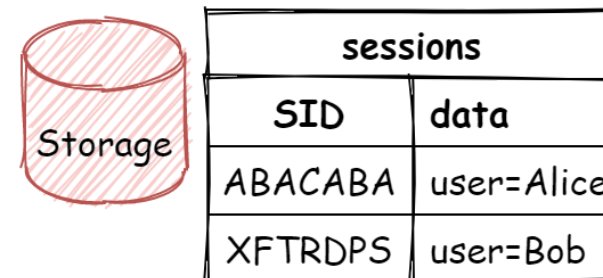 Storage
sessions
SID data
ABACABA user=Alice
XFTRDPS user=Bob